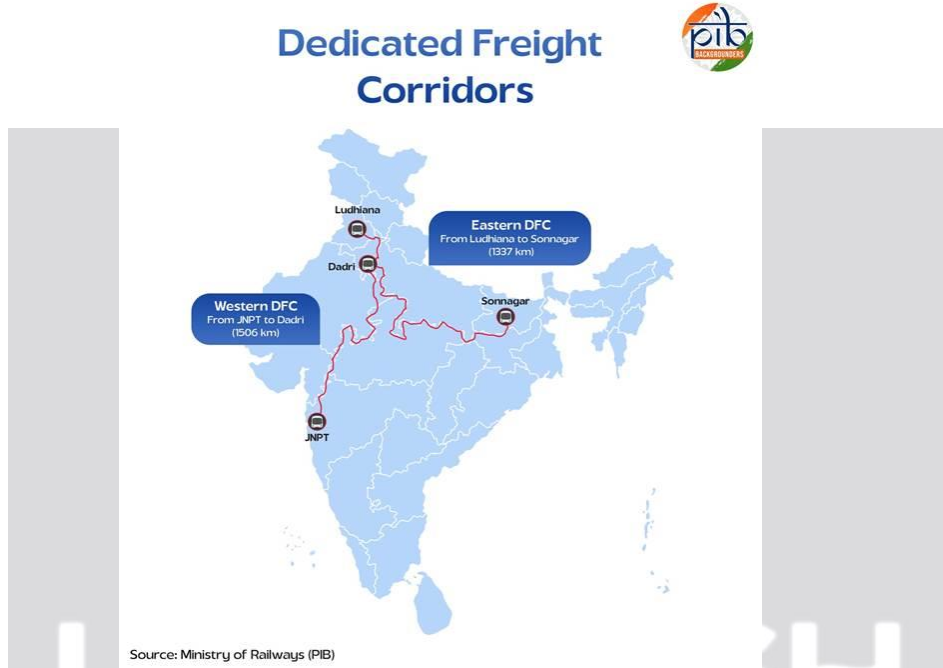 Dedicated Freight
Corridors
pib
BACKGROUNDERS
Ludhiana
Eastern DFC
From Ludhiana to Sonnagar
(1337 km)
Dadri
Western DFC
From JNPT to Dadri
(1506 km)
Sonnagar
JNPT
Source: Ministry of Railways (PIB)